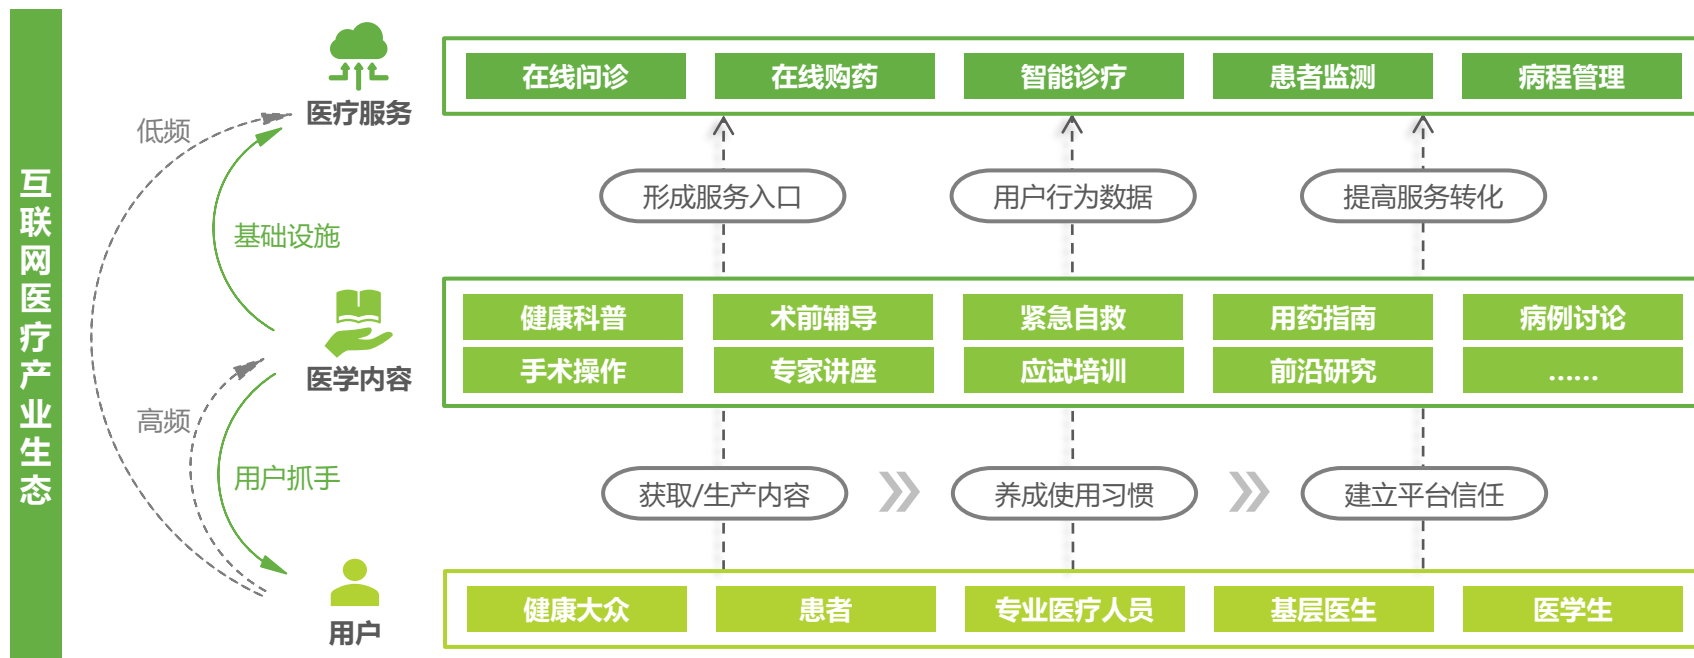 互联网医疗产业生态
医疗服务
在线问诊
在线购药
智能诊疗
患者监测
病程管理
低频
形成服务入口
用户行为数据
提高服务转化
基础设施
医学内容
健康科普
术前辅导
紧急自救
用药指南
病例讨论
手术操作
专家讲座
应试培训
前沿研究
……
高频
用户抓手
获取/生产内容
养成使用习惯
建立平台信任
用户
健康大众
患者
专业医疗人员
基层医生
医学生